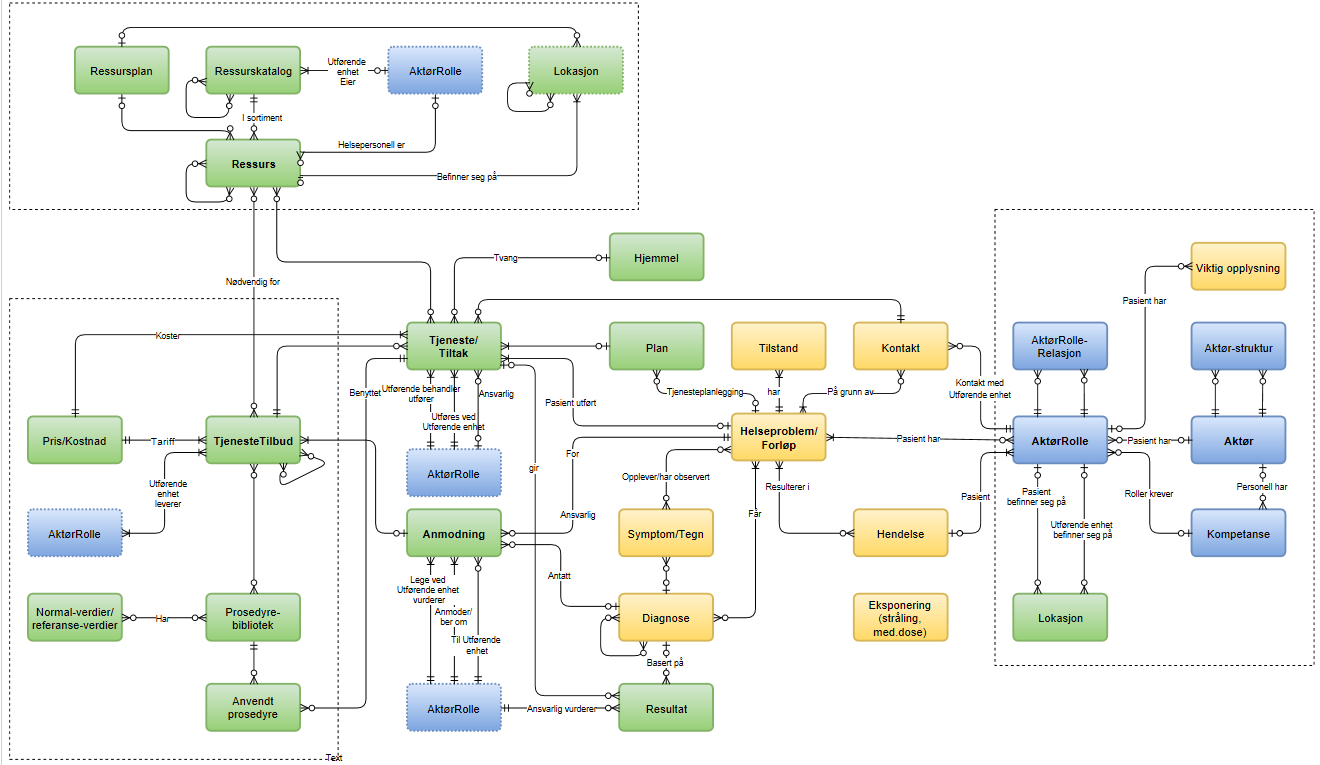 Ressursplan
Ressurskatalog
Utførende
enhet
Eier
AktørRolle
Lokasjon
I sortiment
Helsepersonell er
Ressurs
Befinner seg på
Nødvendig for
Tvang
Hjemmel
Viktig opplysning
Pasient har
Koster
Tjeneste/
Tiltak
Plan
Tilstand
Kontakt
AktørRolle-
Relasjon
Aktør-struktur
Benyttet
Utførende behandler
utfører
Ansvarlig
Utføres ved
Utførende enhet
Pasient utført
Tjenesteplanlegging
har
På grunn av
Kontakt med
Utførende enhet
Pris/Kostnad
Tariff
TjenesteTilbud
Helseproblem/
Forløp
Pasient har
AktørRolle
Pasient har
Aktør
For
gir
AktørRolle
Utførende
enhet
leverer
Opplever/har observert
Resulterer i
Pasient
Pasient
befinner seg på
Roller krever
Personell har
Ansvarlig
Får
AktørRolle
Anmodning
Symptom/Tegn
Hendelse
Utførende enhet
befinner seg på
Kompetanse
Lege ved
Utførende enhet
vurderer
Antatt
Normal-verdier/
referanse-verdier
Har
Prosedyre-
bibliotek
Anmoder/
ber om
Til Utførende
enhet
Diagnose
Eksponering
(stråling,
med.dose)
Lokasjon
Basert på
Anvendt
prosedyre
AktørRolle
Ansvarlig vurderer
Resultat
Text